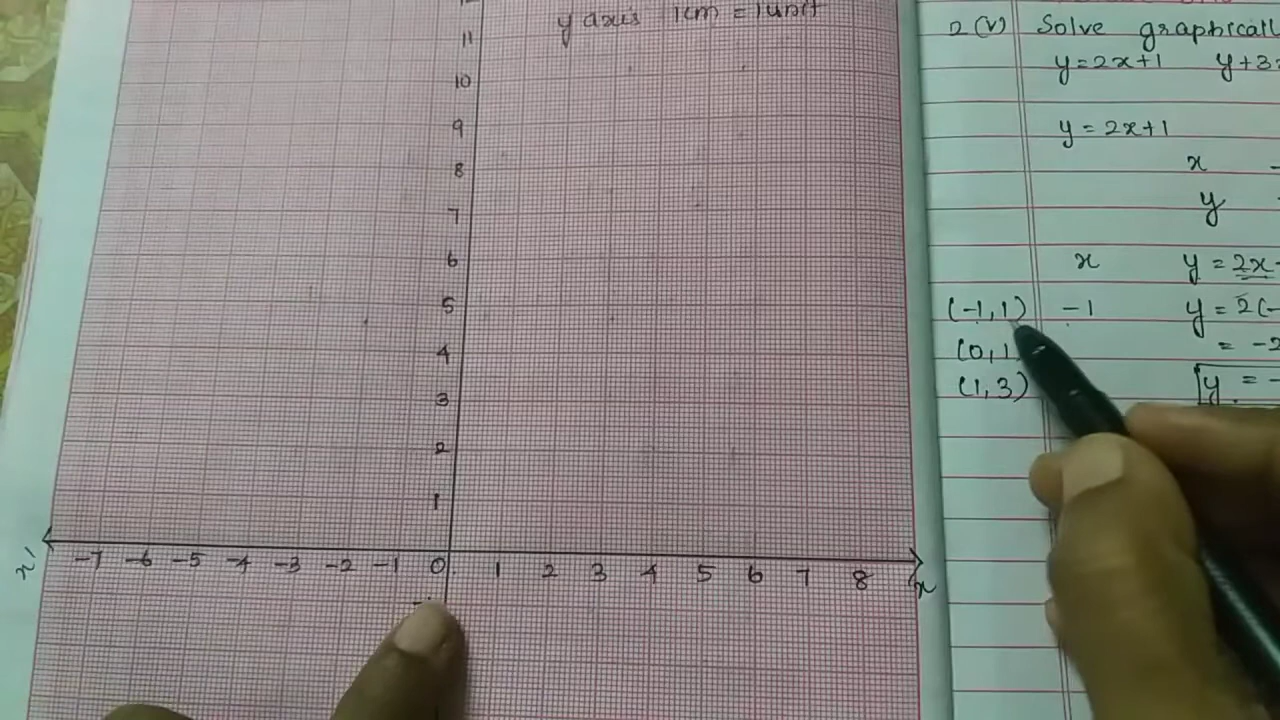 y axis 1cm = 1unit
11
10
9
8
7
6
5
4
3
2
1
-7 -6 -5 -4 -3 -2 -1 0 1 2 3 4 5 6 7 8
x' x
2 (v) Solve graphicall
y=2x+1 y+3x
y = 2x+1
x -
y
x y = 2x-
(-1,1) -1 y = 2(-
(0,1 = -2
(1,3) y = -